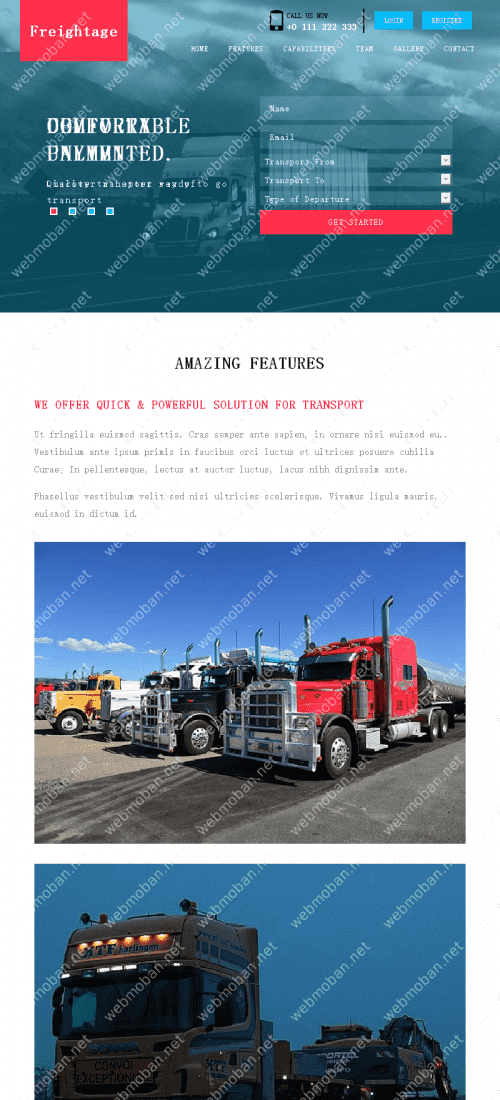 Freightage
CALL US NOW
+0 111 222 333
LOGIN
REGISTER
HOME
FEATURES
CAPABILITIES
TEAM
GALLERY
CONTACT
Name
Email
Transport From
Transport To
Type of Departure
GET STARTED
transport
AMAZING FEATURES
WE OFFER QUICK & POWERFUL SOLUTION FOR TRANSPORT
Ut fringilla euismod sagittis. Cras semper ante sapien, in ornare nisi euismod eu..
Vestibulum ante ipsum primis in faucibus orci luctus et ultrices posuere cubilia
Curae; In pellentesque, lectus at auctor luctus, lacus nibh dignissim ante.
Phasellus vestibulum velit sed nisi ultricies scelerisque. Vivamus ligula mauris,
euismod in dictum id.
XTF
Harlingen
SCANIA
CONVOI
EXCEPTIONNEL
webmoban.net